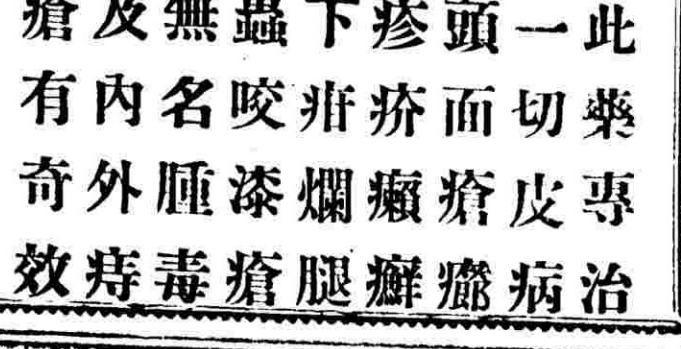 此藥專治
一切皮病
頭面瘡癤
疹疥癩癬
下疳爛腿
蟲咬漆瘡
無名腫毒
及內外痔
瘡有奇效